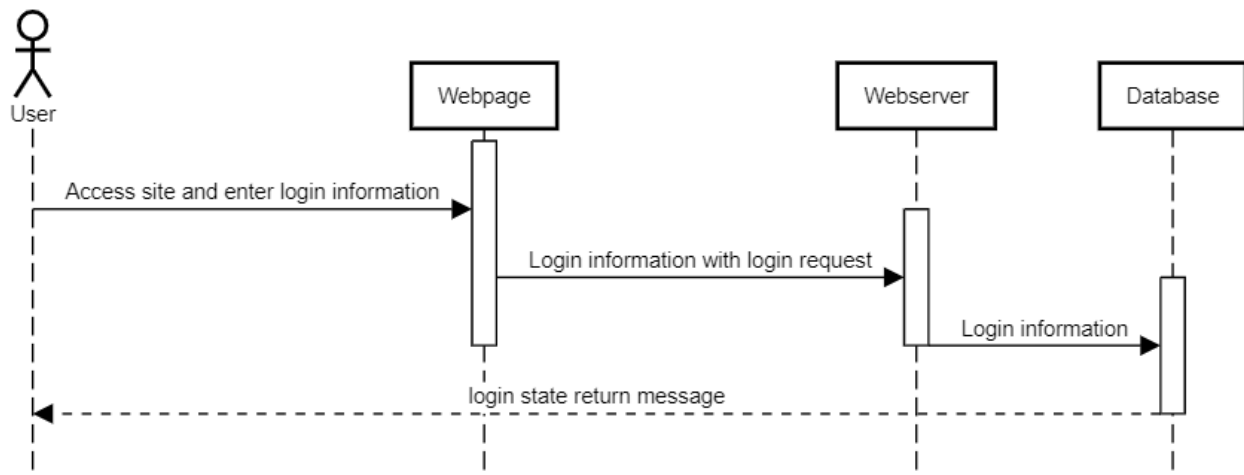 User
Webpage
Webserver
Database
Access site and enter login information
Login information with login request
Login information
login state return message